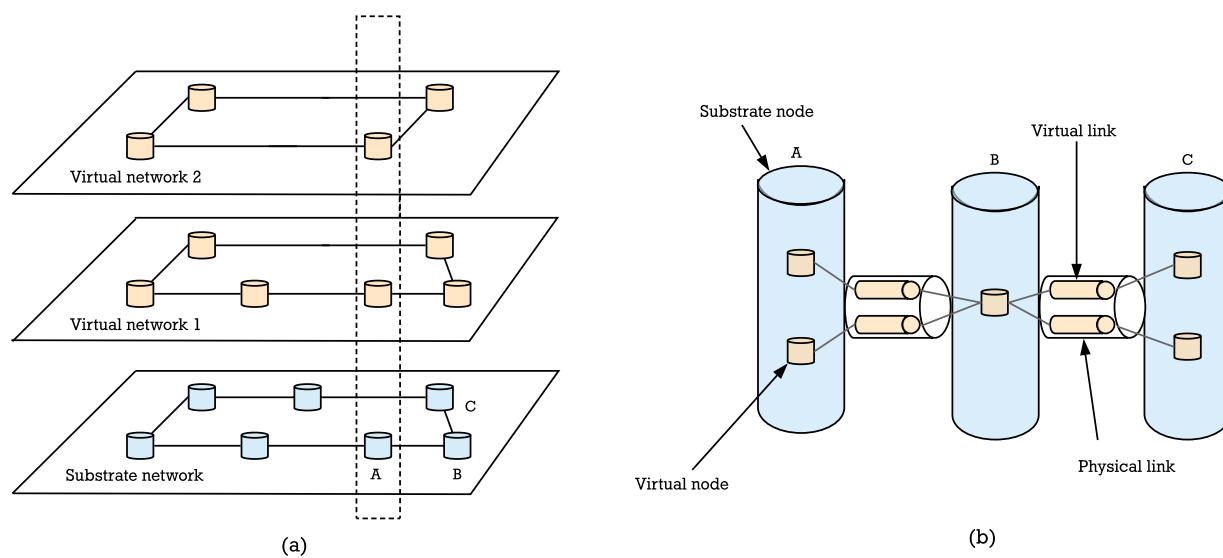 Virtual network 2
Virtual network 1
C
Substrate network
A
B
(a)
Substrate node
Virtual link
A
B
C
Physical link
Virtual node
(b)